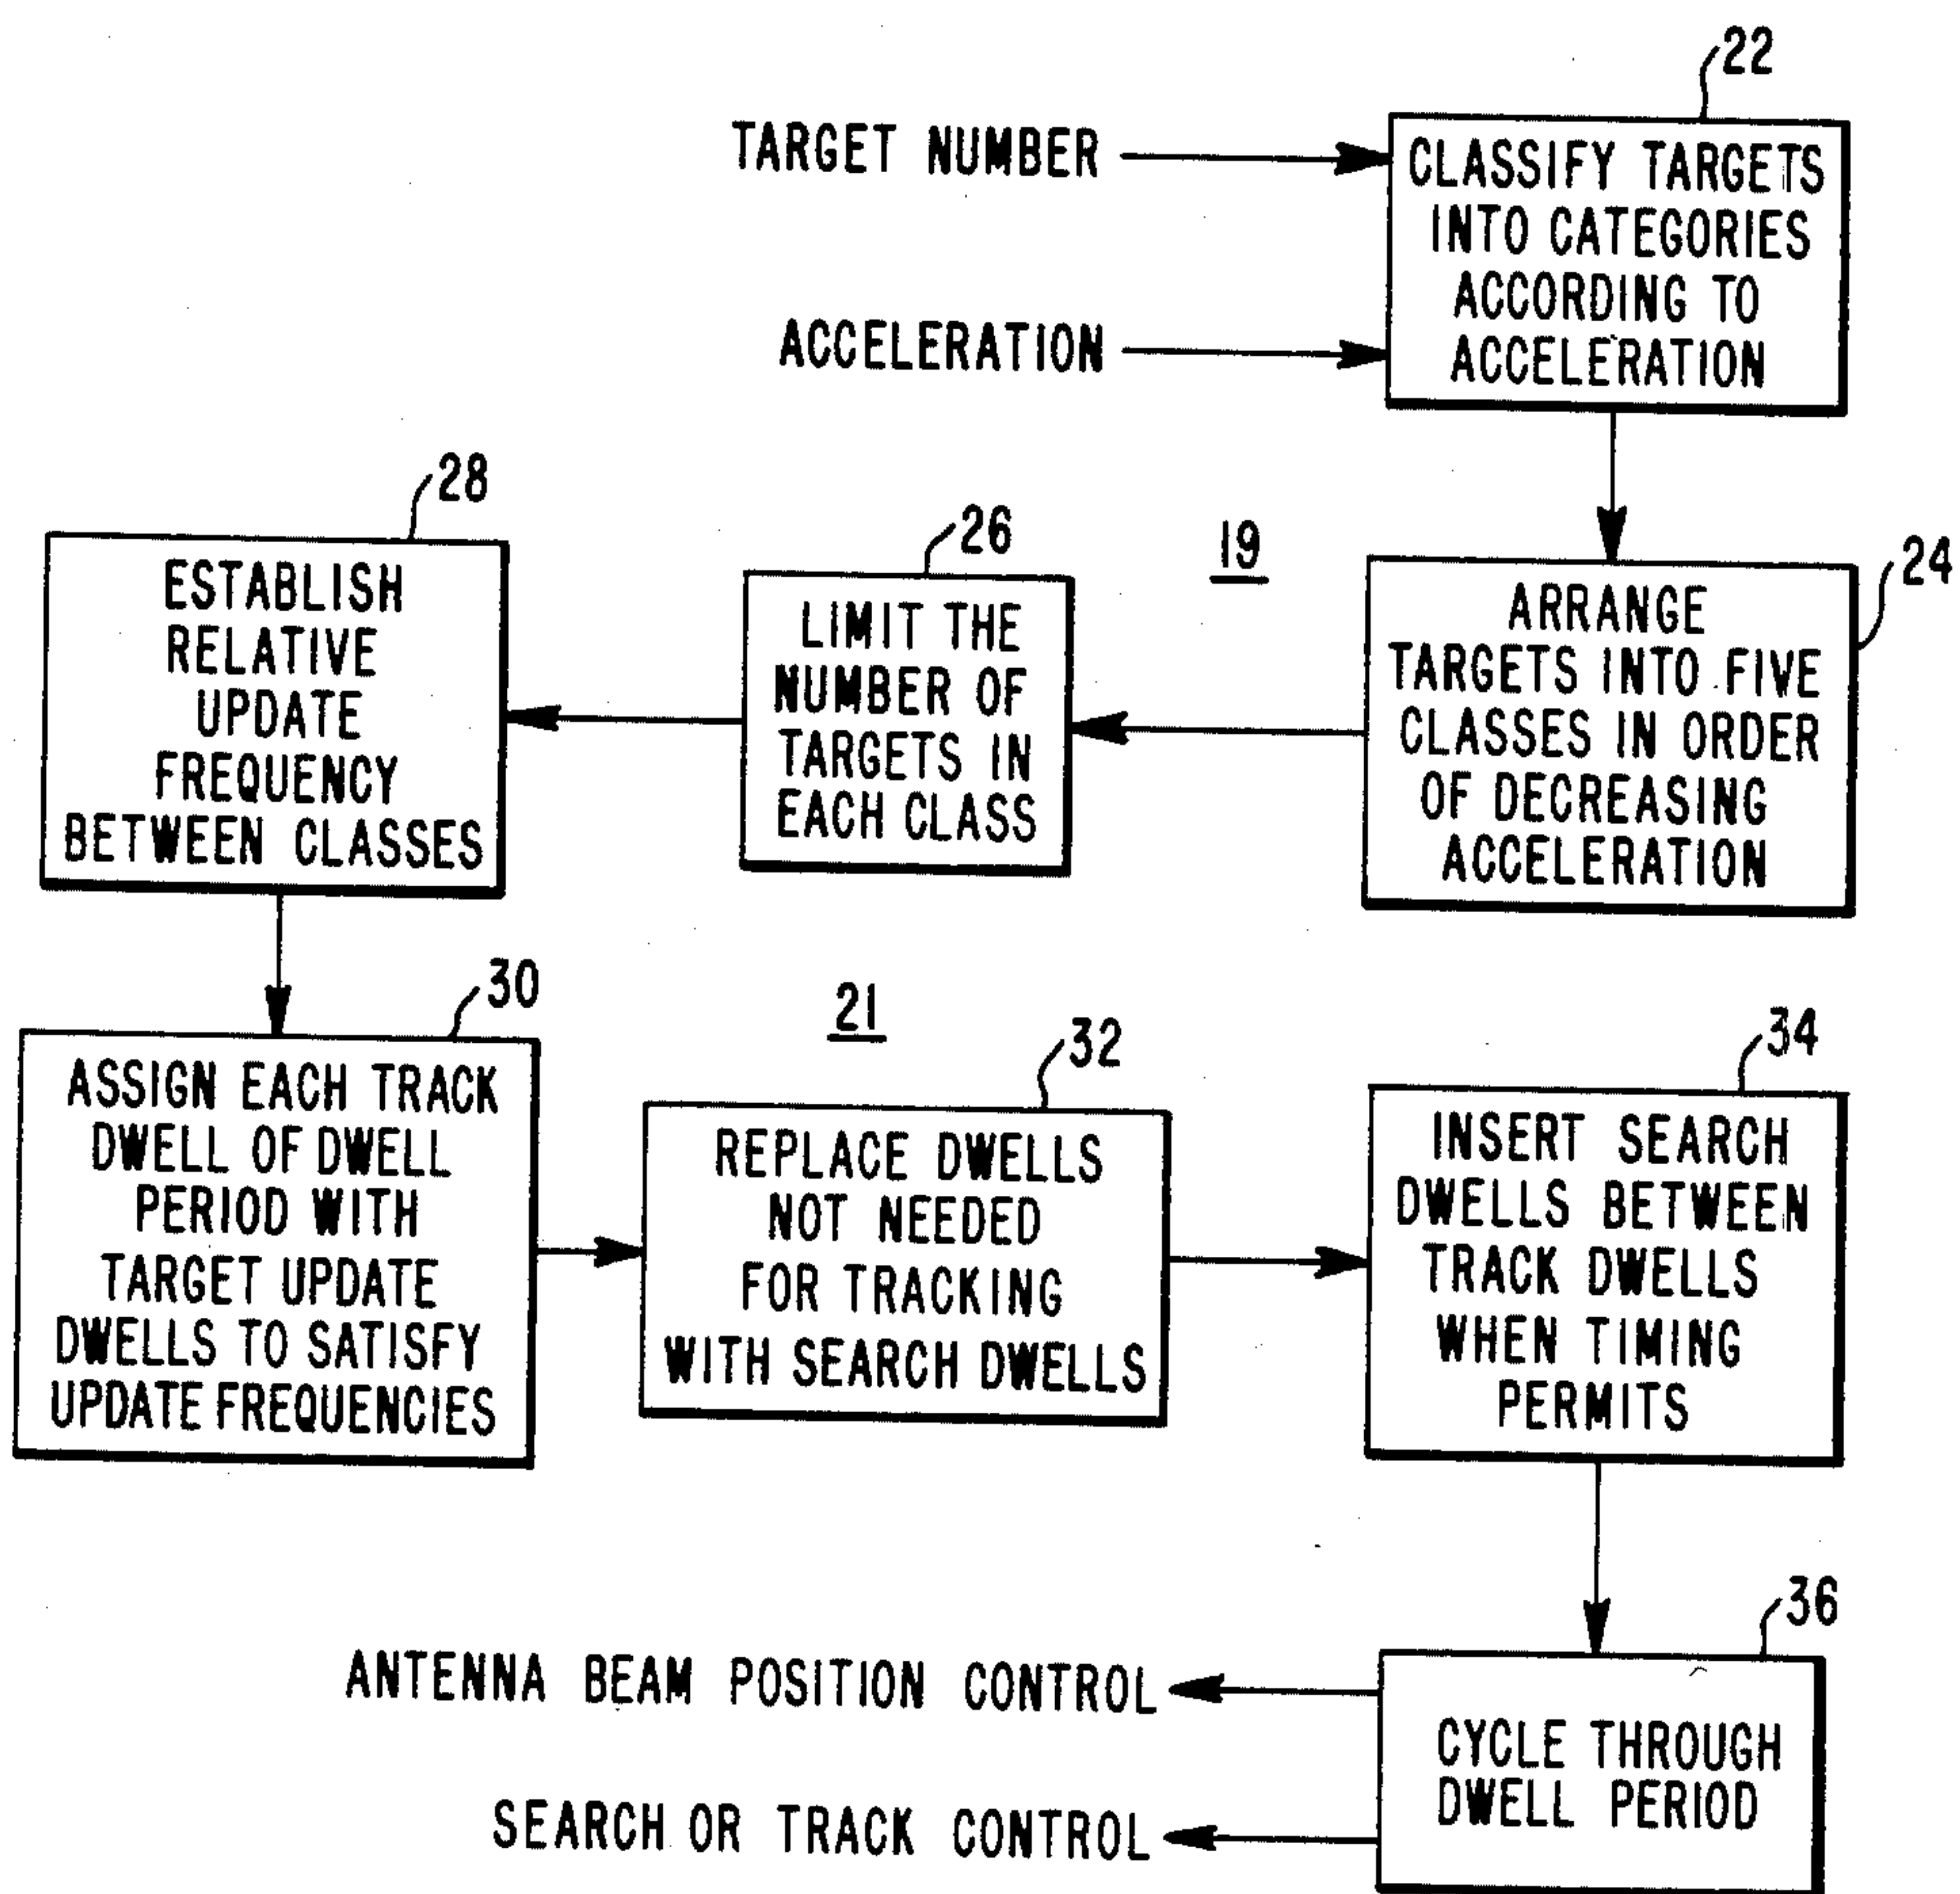 22
TARGET NUMBER
ACCELERATION
CLASSIFY TARGETS
INTO CATEGORIES
ACCORDING TO
ACCELERATION
28
ESTABLISH
RELATIVE
UPDATE
FREQUENCY
BETWEEN CLASSES
26
LIMIT THE
NUMBER OF
TARGETS IN
EACH CLASS
19
24
ARRANGE
TARGETS INTO FIVE
CLASSES IN ORDER
OF DECREASING
ACCELERATION
30
ASSIGN EACH TRACK
DWELL OF DWELL
PERIOD WITH
TARGET UPDATE
DWELLS TO SATISFY
UPDATE FREQUENCIES
21
32
REPLACE DWELLS
NOT NEEDED
FOR TRACKING
WITH SEARCH DWELLS
34
INSERT SEARCH
DWELLS BETWEEN
TRACK DWELLS
WHEN TIMING
PERMITS
36
ANTENNA BEAM POSITION CONTROL
SEARCH OR TRACK CONTROL
CYCLE THROUGH
DWELL PERIOD